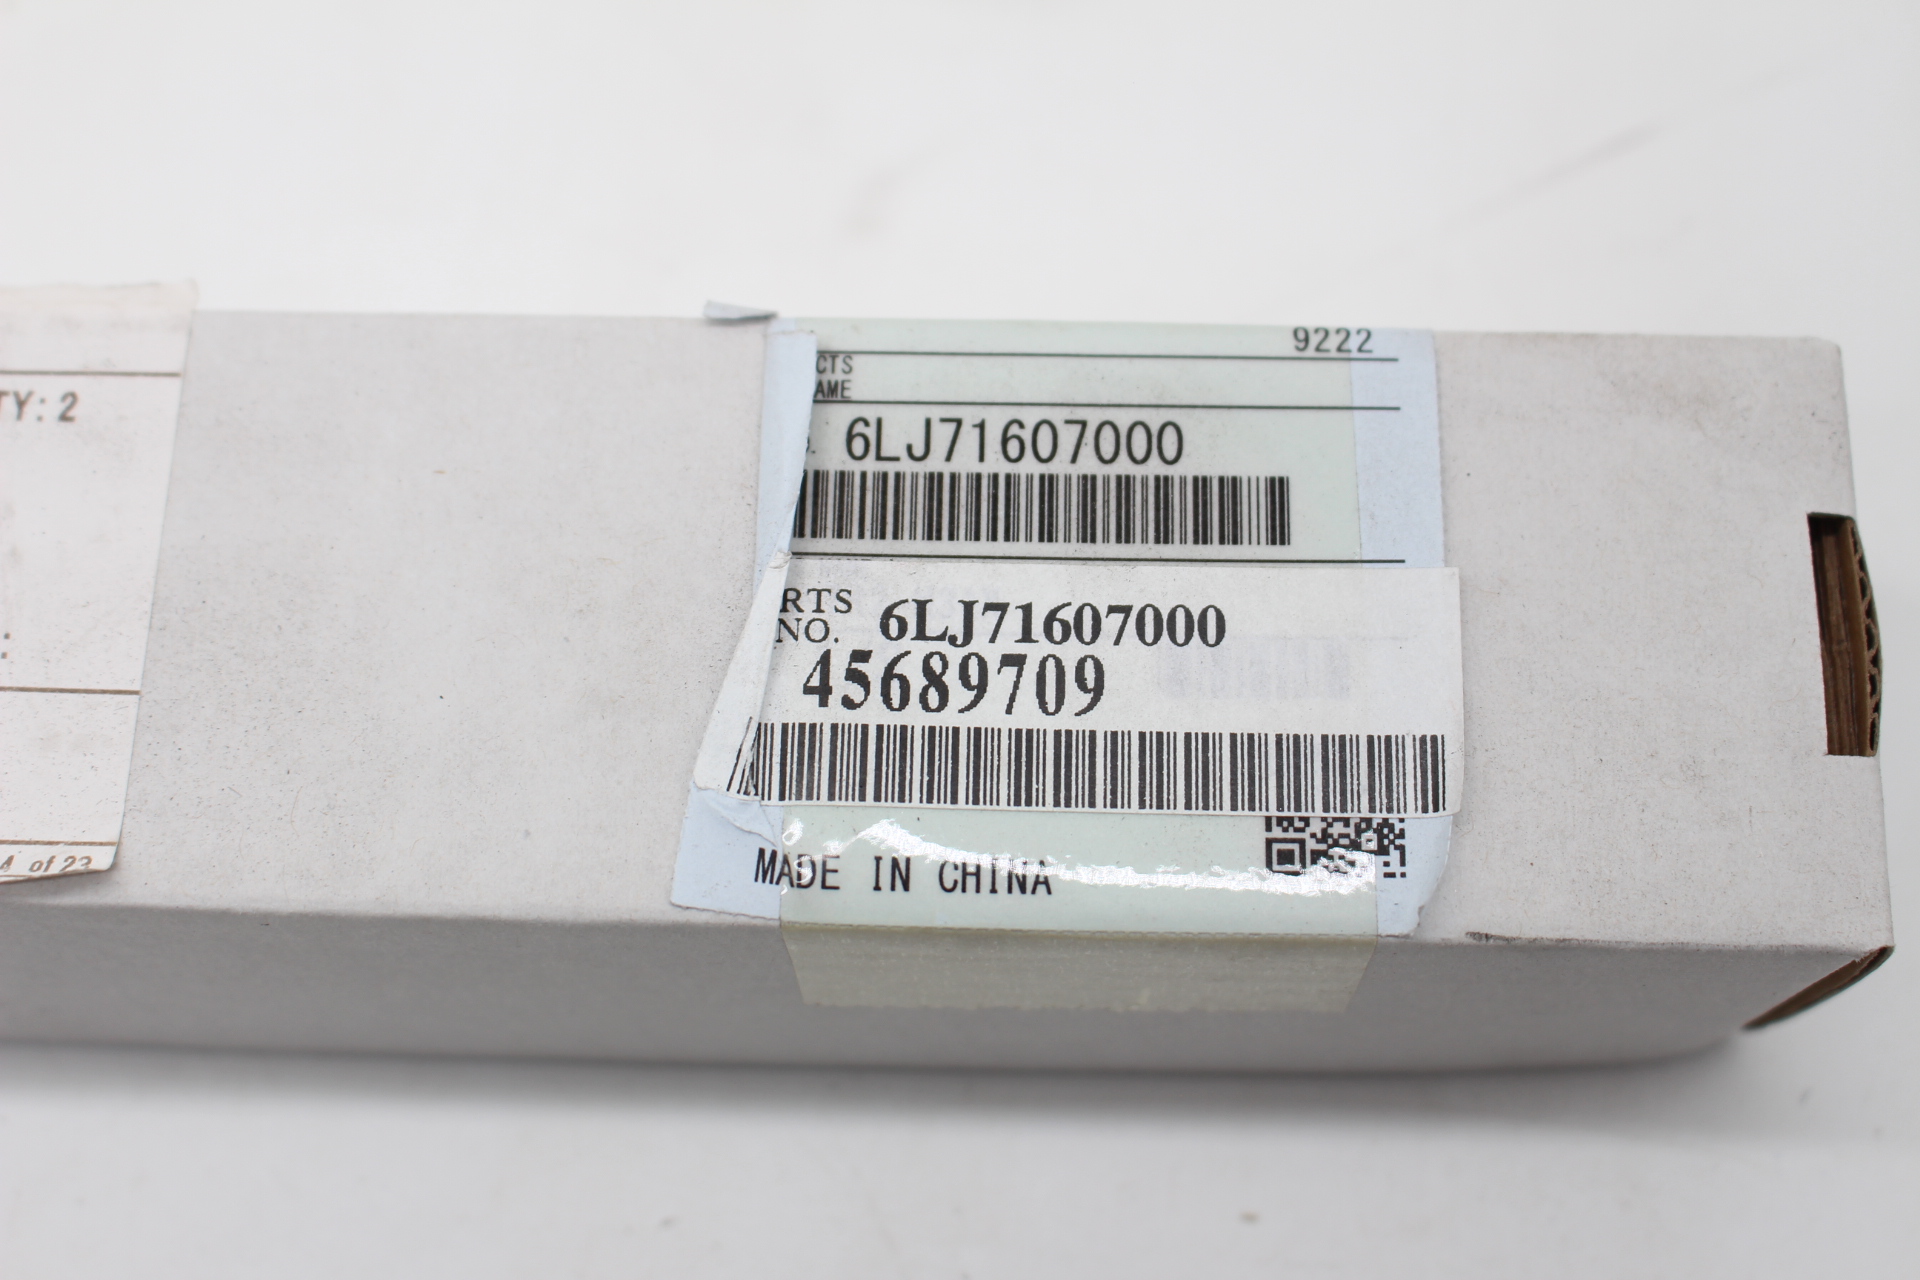 TY: 2
:
4 of 23
9222
CTS
AME
. 6LJ71607000
RTS
NO. 6LJ71607000
45689709
MADE IN CHINA